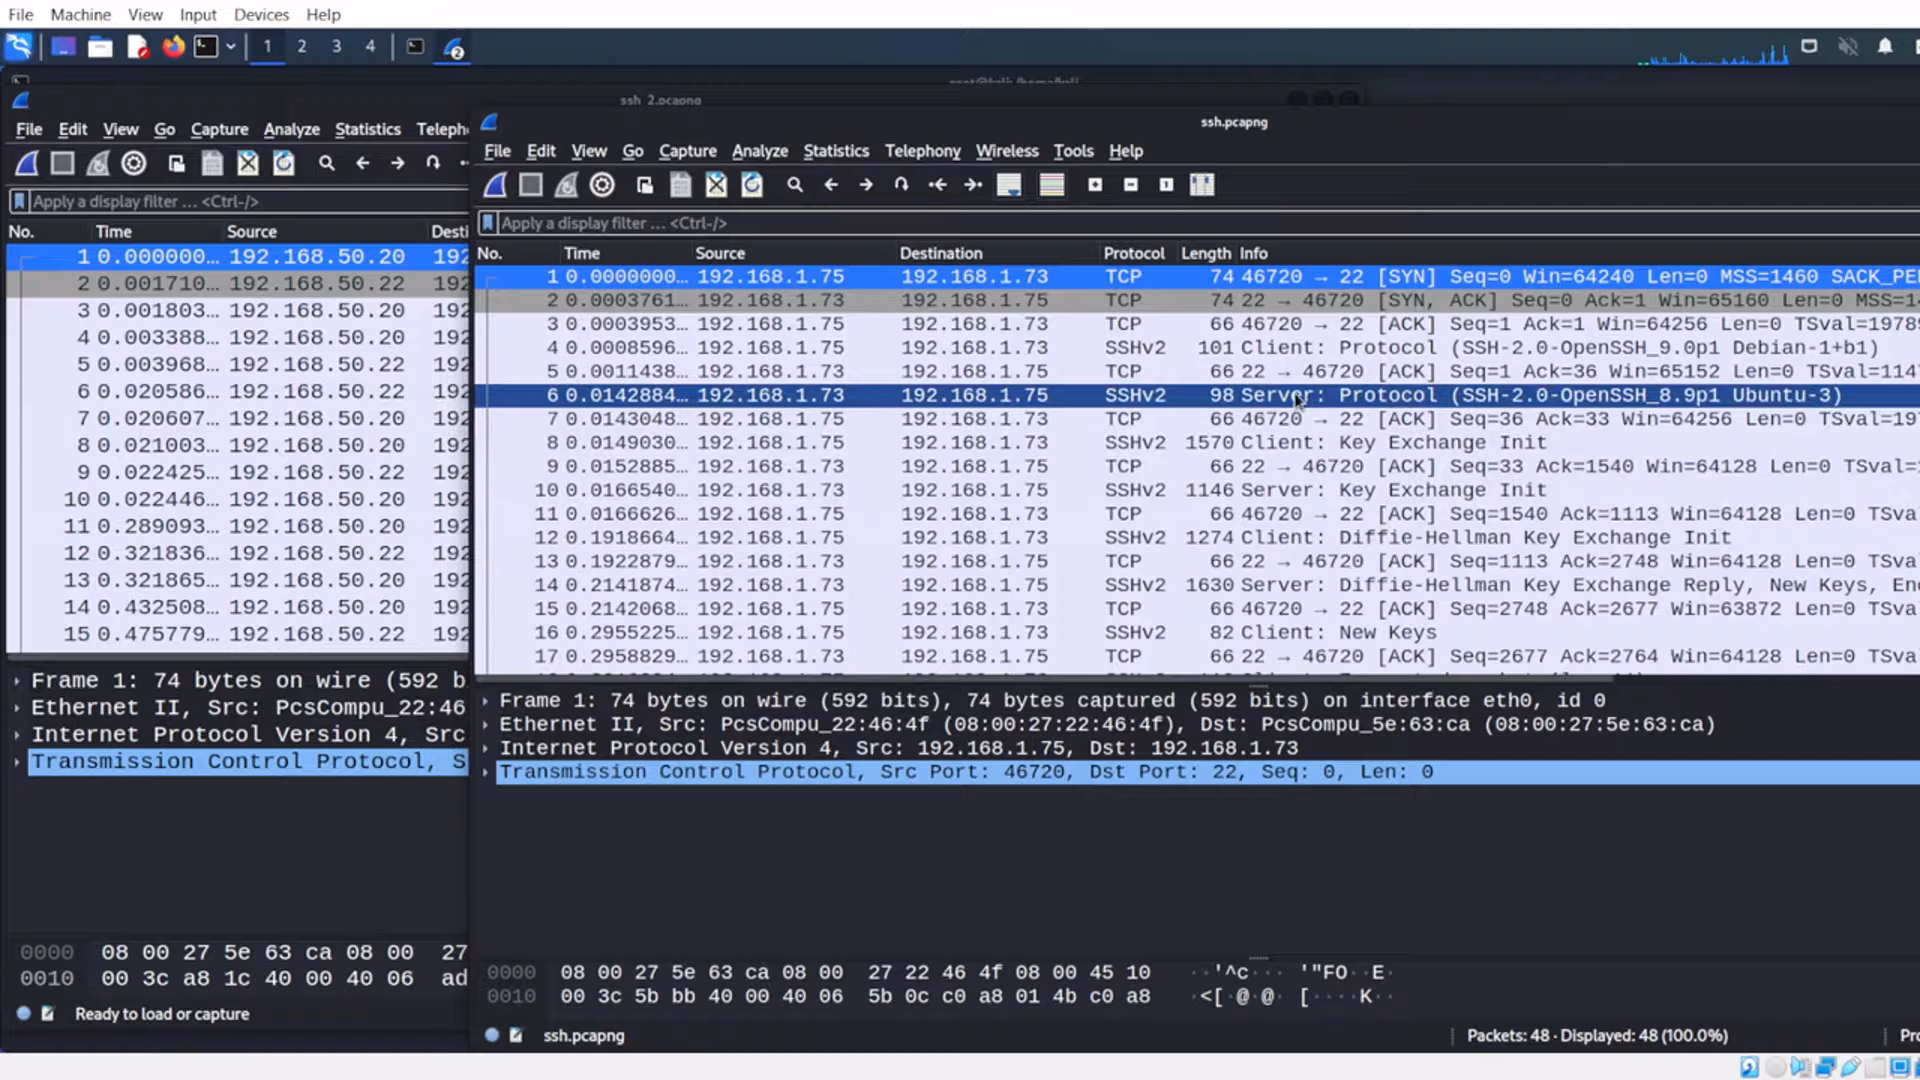 File Machine View Input Devices Help
1 2 3 4
ssh_2.pcapng
File Edit View Go Capture Analyze Statistics Teleph
Apply a display filter ... <Ctrl-/>
No. Time Source Desti
1 0.000000… 192.168.50.20 192
2 0.001710… 192.168.50.22 192
3 0.001803… 192.168.50.20 192
4 0.003388… 192.168.50.20 192
5 0.003968… 192.168.50.22 192
6 0.020586… 192.168.50.22 192
7 0.020607… 192.168.50.20 192
8 0.021003… 192.168.50.20 192
9 0.022425… 192.168.50.22 192
10 0.022446… 192.168.50.20 192
11 0.289093… 192.168.50.20 192
12 0.321836… 192.168.50.22 192
13 0.321865… 192.168.50.20 192
14 0.432508… 192.168.50.20 192
15 0.475779… 192.168.50.22 192
Frame 1: 74 bytes on wire (592 b
Ethernet II, Src: PcsCompu_22:46
Internet Protocol Version 4, Src
Transmission Control Protocol, S
0000 08 00 27 5e 63 ca 08 00 27
0010 00 3c a8 1c 40 00 40 06 ad
Ready to load or capture
ssh.pcapng
File Edit View Go Capture Analyze Statistics Telephony Wireless Tools Help
Apply a display filter ... <Ctrl-/>
No. Time Source Destination Protocol Length Info
1 0.0000000… 192.168.1.75 192.168.1.73 TCP 74 46720 → 22 [SYN] Seq=0 Win=64240 Len=0 MSS=1460 SACK_PE
2 0.0003761… 192.168.1.73 192.168.1.75 TCP 74 22 → 46720 [SYN, ACK] Seq=0 Ack=1 Win=65160 Len=0 MSS=1
3 0.0003953… 192.168.1.75 192.168.1.73 TCP 66 46720 → 22 [ACK] Seq=1 Ack=1 Win=64256 Len=0 TSval=1978
4 0.0008596… 192.168.1.75 192.168.1.73 SSHv2 101 Client: Protocol (SSH-2.0-OpenSSH_9.0p1 Debian-1+b1)
5 0.0011438… 192.168.1.73 192.168.1.75 TCP 66 22 → 46720 [ACK] Seq=1 Ack=36 Win=65152 Len=0 TSval=114
6 0.0142884… 192.168.1.73 192.168.1.75 SSHv2 98 Server: Protocol (SSH-2.0-OpenSSH_8.9p1 Ubuntu-3)
7 0.0143048… 192.168.1.75 192.168.1.73 TCP 66 46720 → 22 [ACK] Seq=36 Ack=33 Win=64256 Len=0 TSval=19
8 0.0149030… 192.168.1.75 192.168.1.73 SSHv2 1570 Client: Key Exchange Init
9 0.0152885… 192.168.1.73 192.168.1.75 TCP 66 22 → 46720 [ACK] Seq=33 Ack=1540 Win=64128 Len=0 TSval=
10 0.0166540… 192.168.1.73 192.168.1.75 SSHv2 1146 Server: Key Exchange Init
11 0.0166626… 192.168.1.75 192.168.1.73 TCP 66 46720 → 22 [ACK] Seq=1540 Ack=1113 Win=64128 Len=0 TSva
12 0.1918664… 192.168.1.75 192.168.1.73 SSHv2 1274 Client: Diffie-Hellman Key Exchange Init
13 0.1922879… 192.168.1.73 192.168.1.75 TCP 66 22 → 46720 [ACK] Seq=1113 Ack=2748 Win=64128 Len=0 TSva
14 0.2141874… 192.168.1.73 192.168.1.75 SSHv2 1630 Server: Diffie-Hellman Key Exchange Reply, New Keys, En
15 0.2142068… 192.168.1.75 192.168.1.73 TCP 66 46720 → 22 [ACK] Seq=2748 Ack=2677 Win=63872 Len=0 TSva
16 0.2955225… 192.168.1.75 192.168.1.73 SSHv2 82 Client: New Keys
17 0.2958829… 192.168.1.73 192.168.1.75 TCP 66 22 → 46720 [ACK] Seq=2677 Ack=2764 Win=64128 Len=0 TSva
Frame 1: 74 bytes on wire (592 bits), 74 bytes captured (592 bits) on interface eth0, id 0
Ethernet II, Src: PcsCompu_22:46:4f (08:00:27:22:46:4f), Dst: PcsCompu_5e:63:ca (08:00:27:5e:63:ca)
Internet Protocol Version 4, Src: 192.168.1.75, Dst: 192.168.1.73
Transmission Control Protocol, Src Port: 46720, Dst Port: 22, Seq: 0, Len: 0
0000 08 00 27 5e 63 ca 08 00 27 22 46 4f 08 00 45 10 ··'^c··· '"FO··E·
0010 00 3c 5b bb 40 00 40 06 5b 0c c0 a8 01 4b c0 a8 ·<[·@·@· [····K··
ssh.pcapng
Packets: 48 · Displayed: 48 (100.0%)
Pro